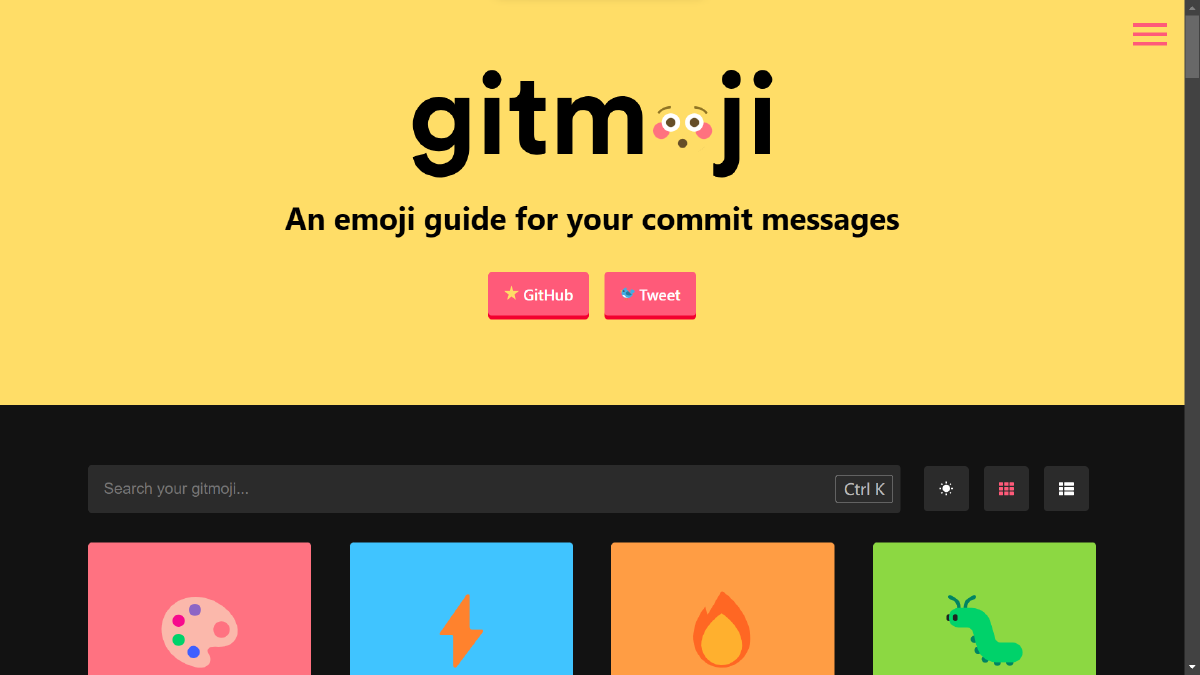 gitmoji
An emoji guide for your commit messages
GitHub
Tweet
Search your gitmoji...
Ctrl K